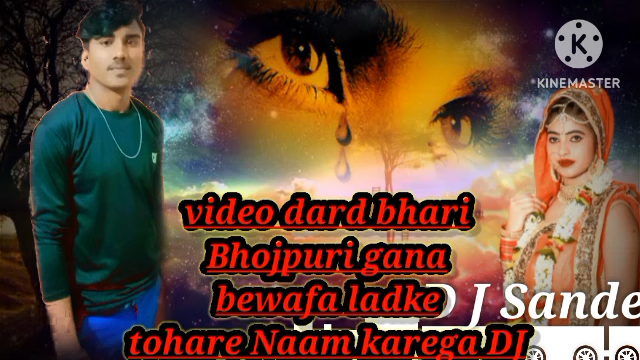 KINEMASTER
video dard bhari
Bhojpuri gana
bewafa ladke
D J Sande
tohare Naam karega DJ